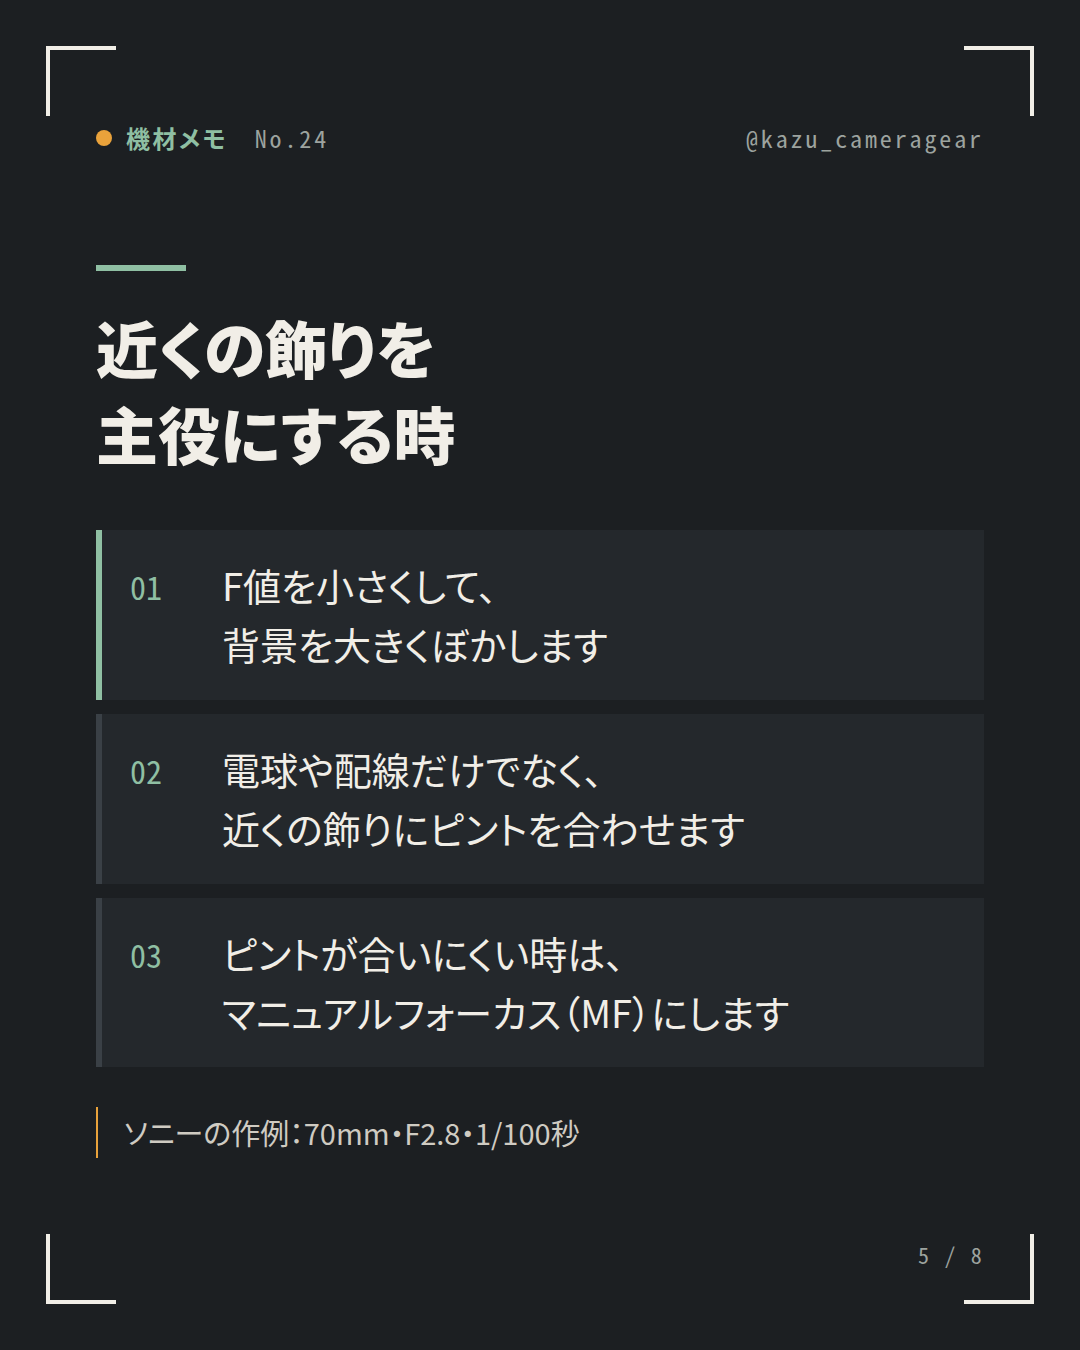 機材メモ No.24
@kazu_cameragear
近くの飾りを
主役にする時
01 F値を小さくして、
背景を大きくぼかします
02 電球や配線だけでなく、
近くの飾りにピントを合わせます
03 ピントが合いにくい時は、
マニュアルフォーカス（MF）にします
ソニーの作例：70mm・F2.8・1/100秒
5 / 8